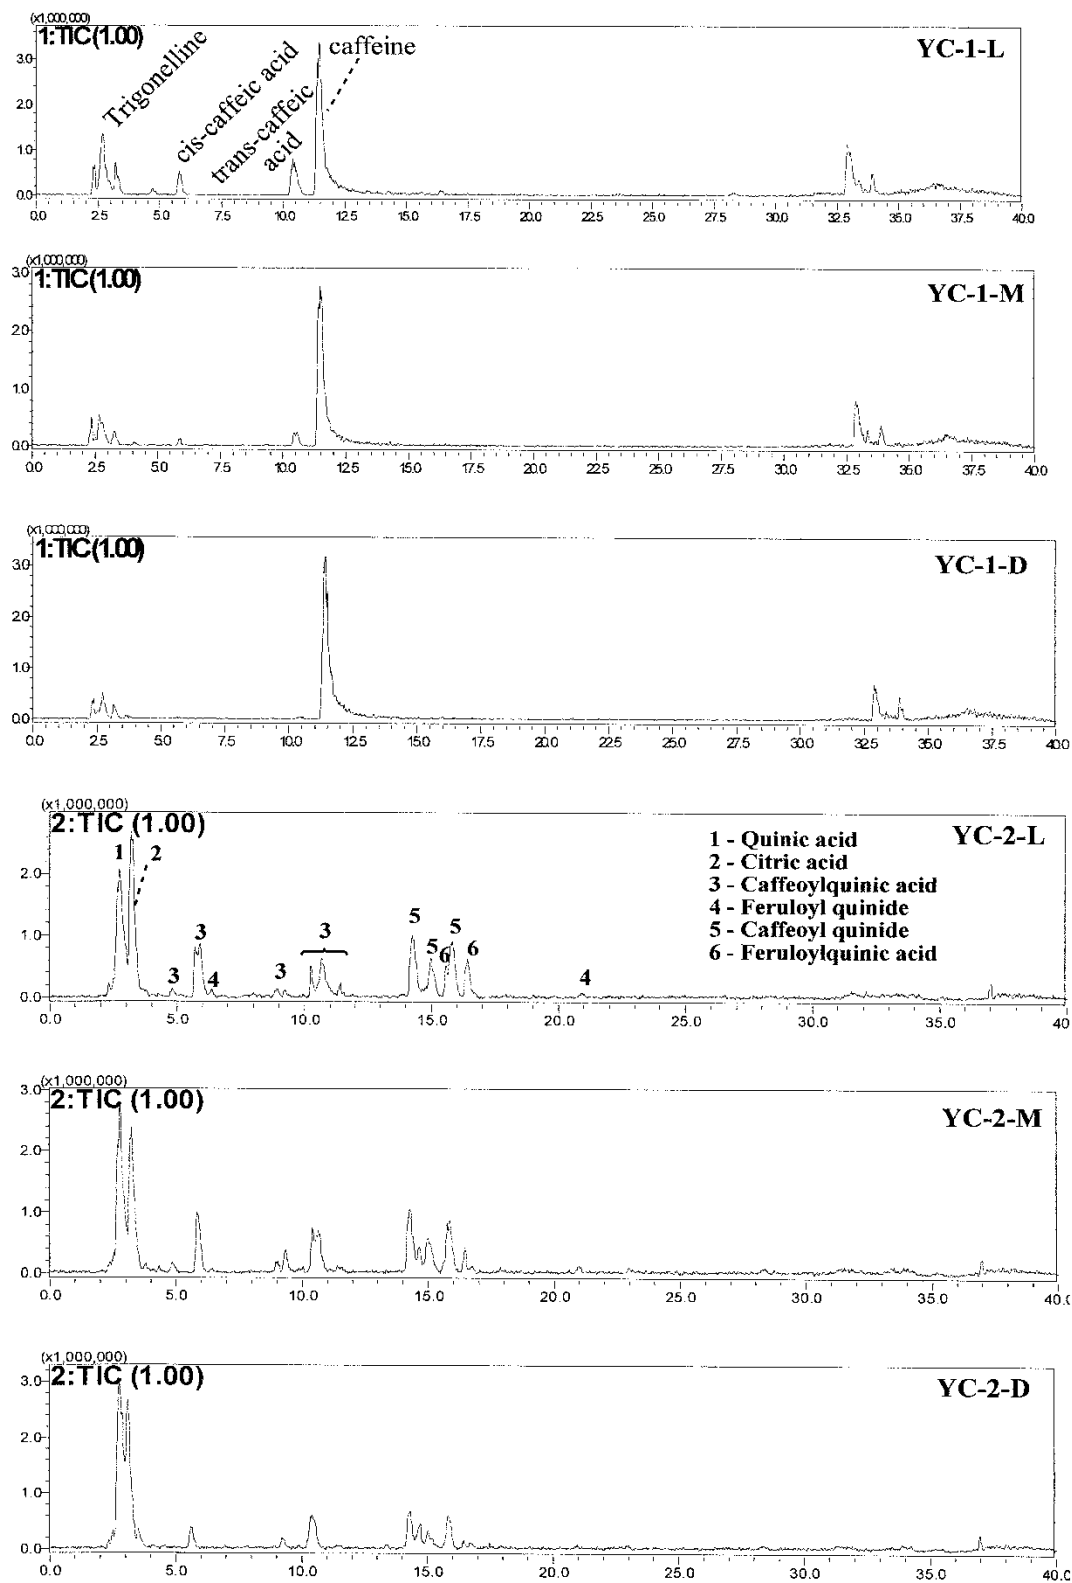 (x1,000,000)
1:TIC(1.00)
YC-1-L
Trigonelline
cis-caffeic acid
trans-caffeic
acid
caffeine
3.0
2.0
1.0
0.0
0.0 2.5 5.0 7.5 10.0 12.5 15.0 17.5 20.0 22.5 25.0 27.5 30.0 32.5 35.0 37.5 40.0
(x1,000,000)
1:TIC(1.00)
YC-1-M
3.0
2.0
1.0
0.0
0.0 2.5 5.0 7.5 10.0 12.5 15.0 17.5 20.0 22.5 25.0 27.5 30.0 32.5 35.0 37.5 40.0
(x1,000,000)
1:TIC(1.00)
YC-1-D
3.0
2.0
1.0
0.0
0.0 2.5 5.0 7.5 10.0 12.5 15.0 17.5 20.0 22.5 25.0 27.5 30.0 32.5 35.0 37.5 40.0
(x1,000,000)
2:TIC (1.00)
YC-2-L
1 - Quinic acid
2 - Citric acid
3 - Caffeoylquinic acid
4 - Feruloyl quinide
5 - Caffeoyl quinide
6 - Feruloylquinic acid
1 2 3 3 4 3 3 5 5 6 5 6 4
2.0
1.0
0.0
0.0 5.0 10.0 15.0 20.0 25.0 30.0 35.0 40
(x1,000,000)
2:TIC (1.00)
YC-2-M
3.0
2.0
1.0
0.0
0.0 5.0 10.0 15.0 20.0 25.0 30.0 35.0 40.0
(x1,000,000)
2:TIC (1.00)
YC-2-D
3.0
2.0
1.0
0.0
0.0 5.0 10.0 15.0 20.0 25.0 30.0 35.0 40.0